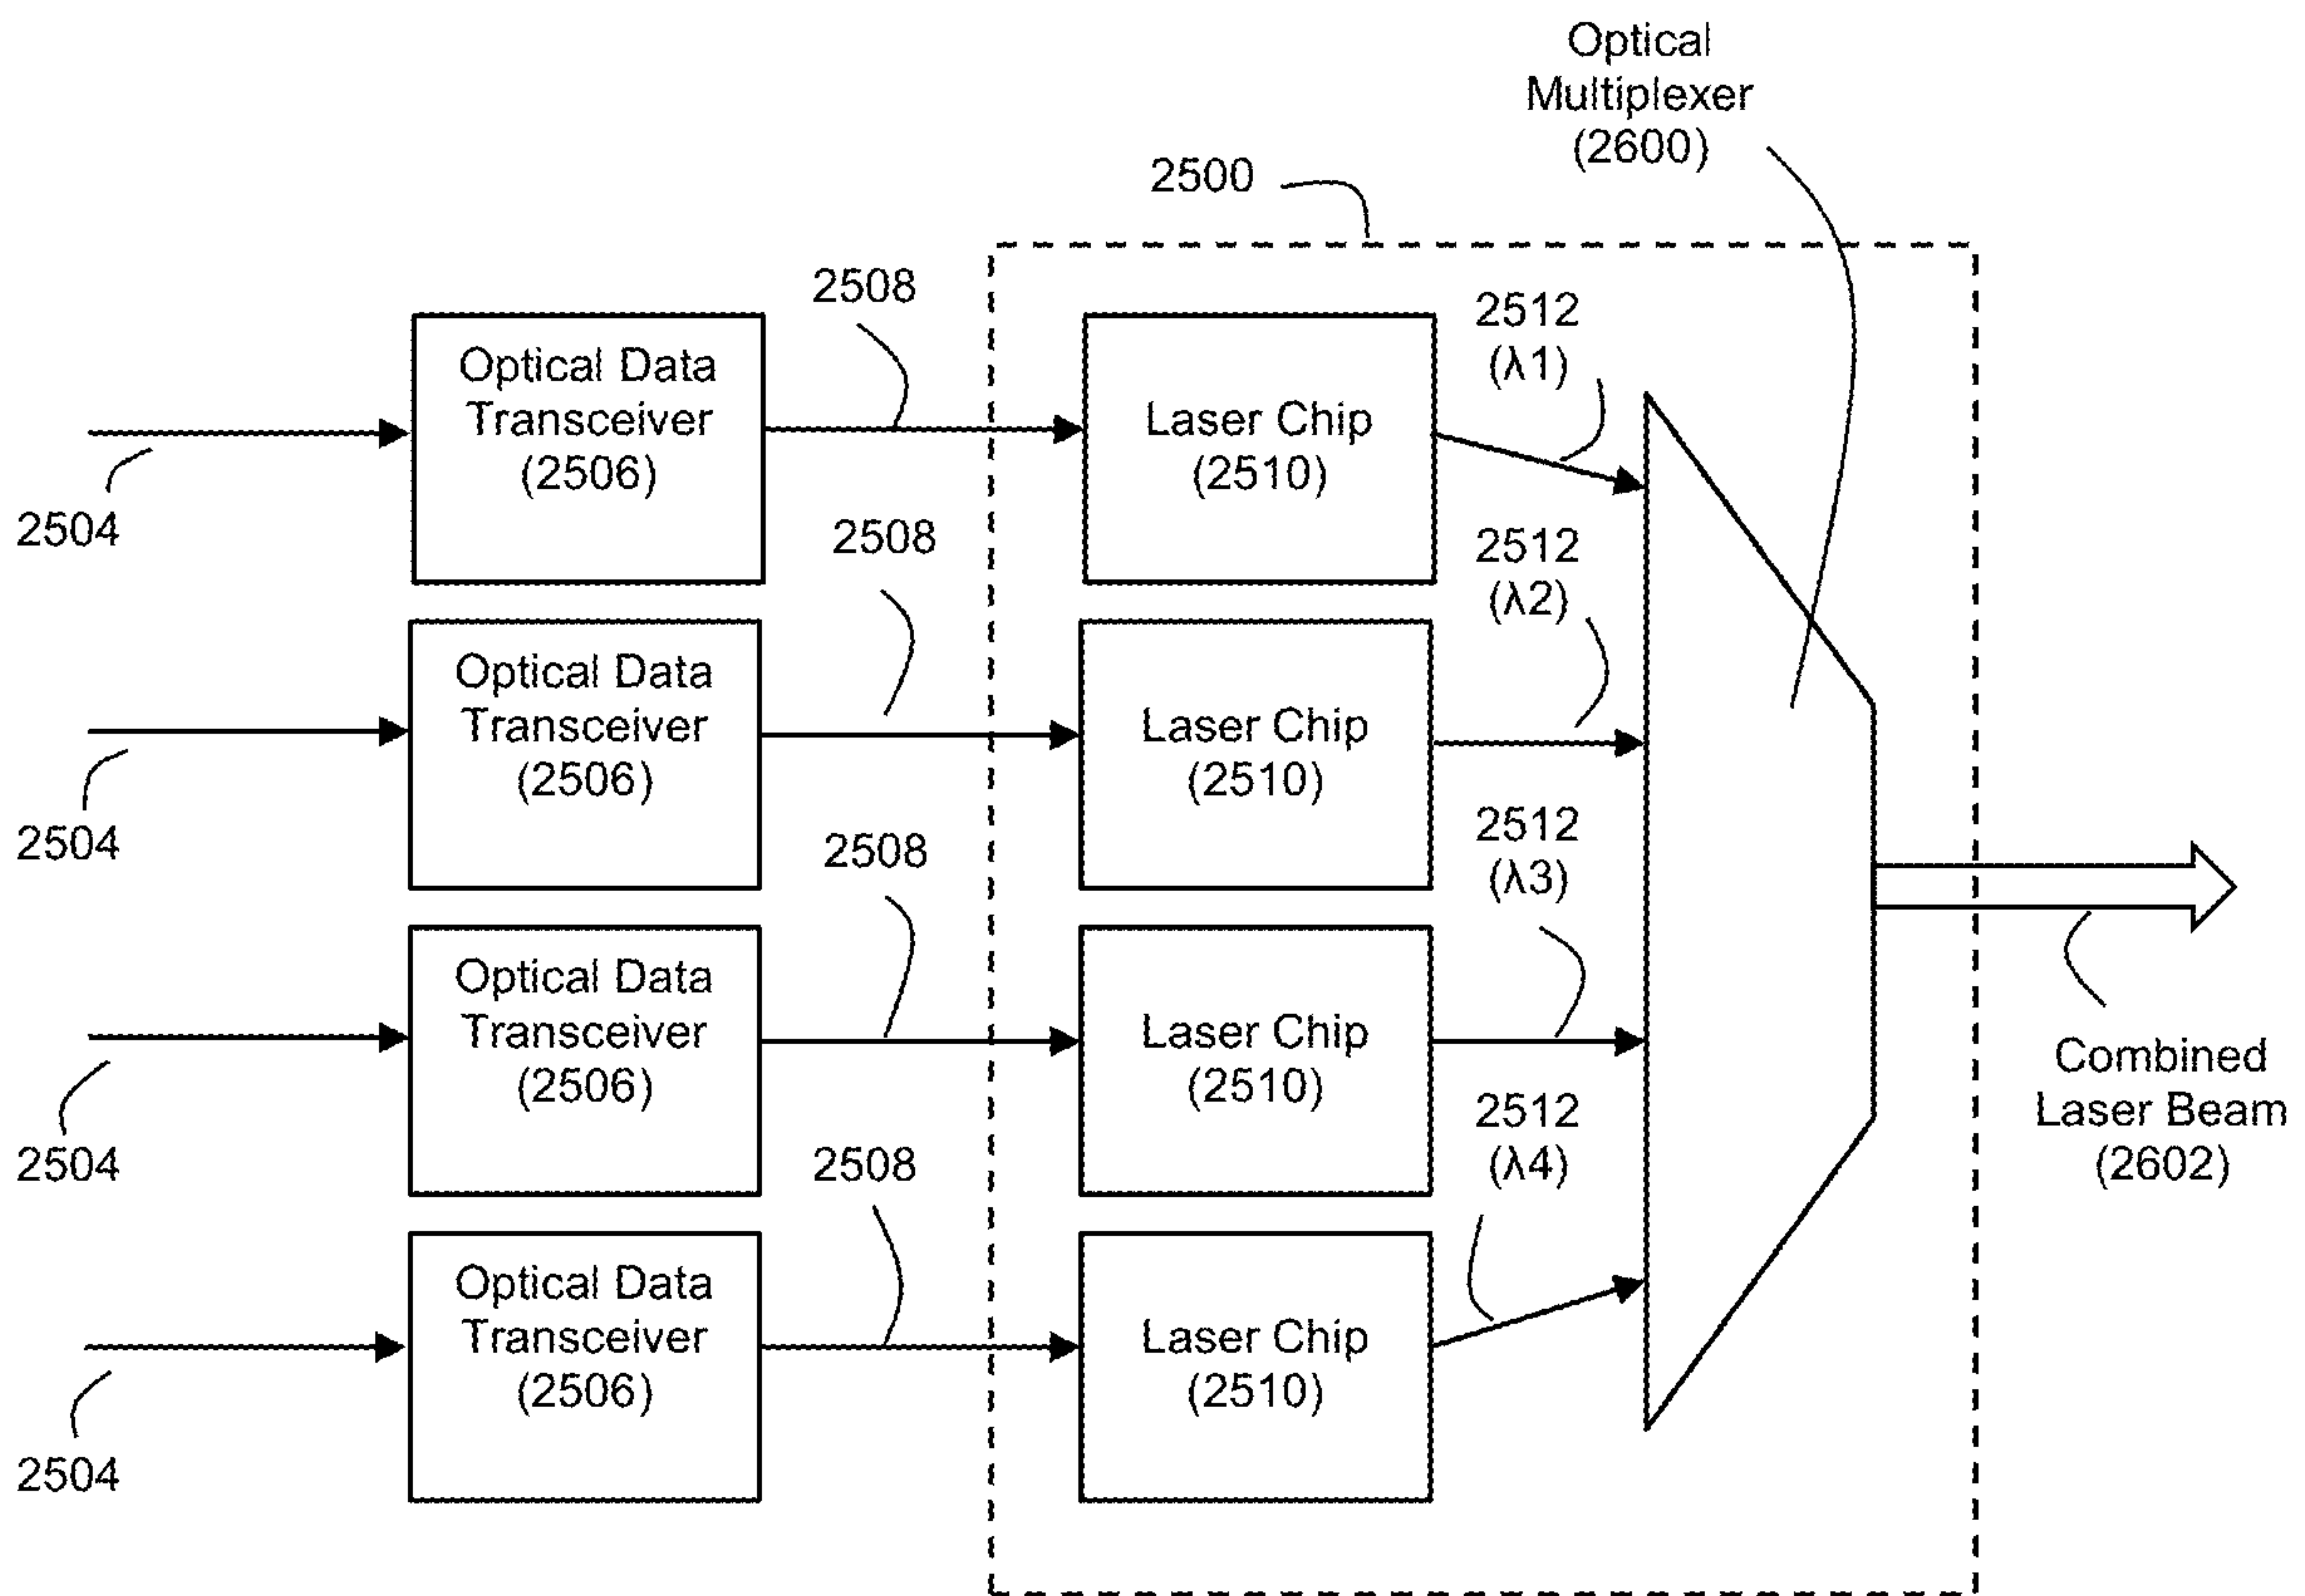 Optical
Multiplexer
(2600)
2500
2508
2512
(λ1)
Optical Data
Transceiver
(2506)
Laser Chip
(2510)
2504
2508
2512
(λ2)
Optical Data
Transceiver
(2506)
Laser Chip
(2510)
2504
2508
2512
(λ3)
Optical Data
Transceiver
(2506)
Laser Chip
(2510)
Combined
Laser Beam
(2602)
2504
2508
2512
(λ4)
Optical Data
Transceiver
(2506)
Laser Chip
(2510)
2504